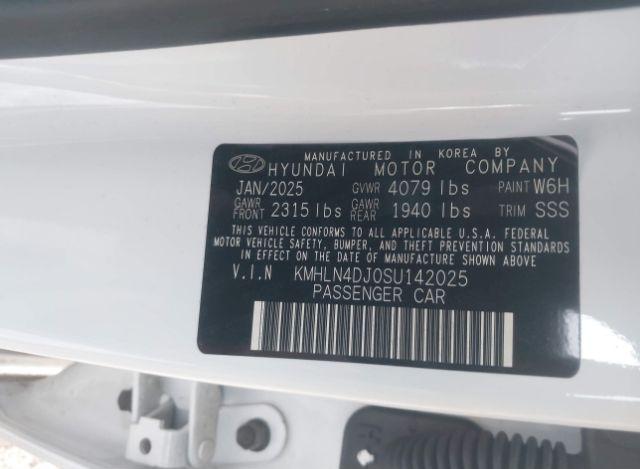 MANUFACTURED IN KOREA BY
HYUNDAI MOTOR COMPANY
JAN/2025 GVWR 4079 lbs PAINT W6H
GAWR FRONT 2315 lbs GAWR REAR 1940 lbs TRIM SSS
THIS VEHICLE CONFORMS TO ALL APPLICABLE U.S.A. FEDERAL
MOTOR VEHICLE SAFETY, BUMPER, AND THEFT PREVENTION STANDARDS
IN EFFECT ON THE DATE OF MANUFACTURE SHOWN ABOVE
V.I.N KMHLN4DJ0SU142025
PASSENGER CAR